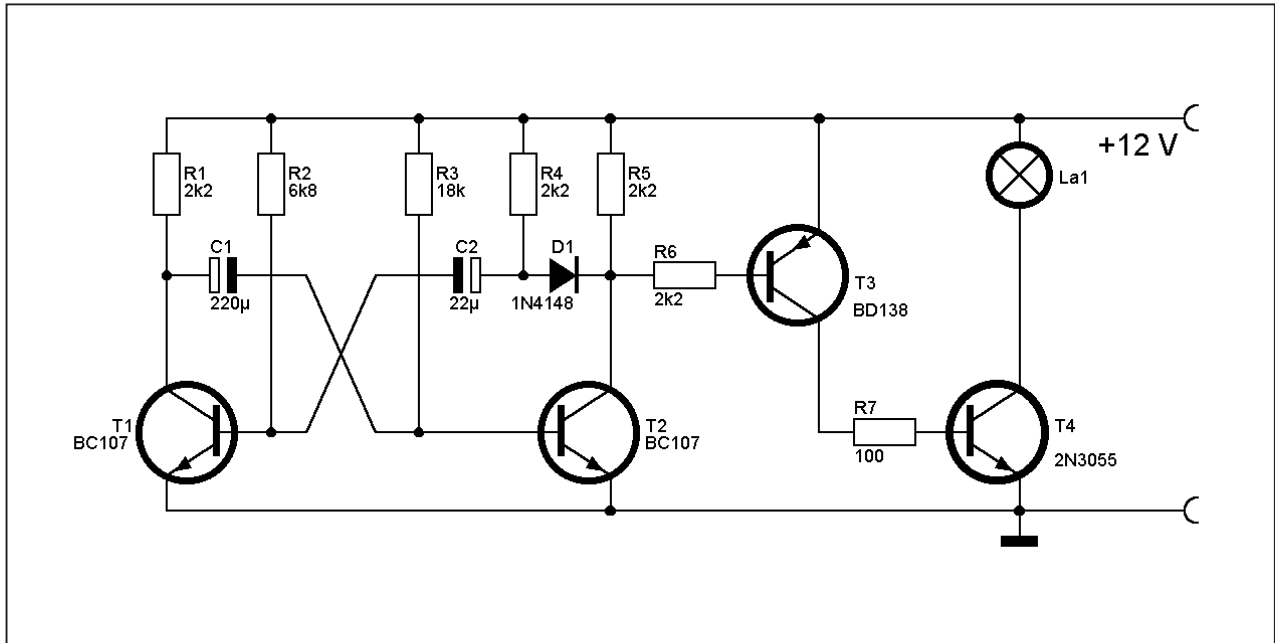 +12 V
R1
2k2
R2
6k8
R3
18k
R4
2k2
R5
2k2
La1
C1
220µ
C2
22µ
D1
1N4148
R6
2k2
T3
BD138
T1
BC107
T2
BC107
R7
100
T4
2N3055